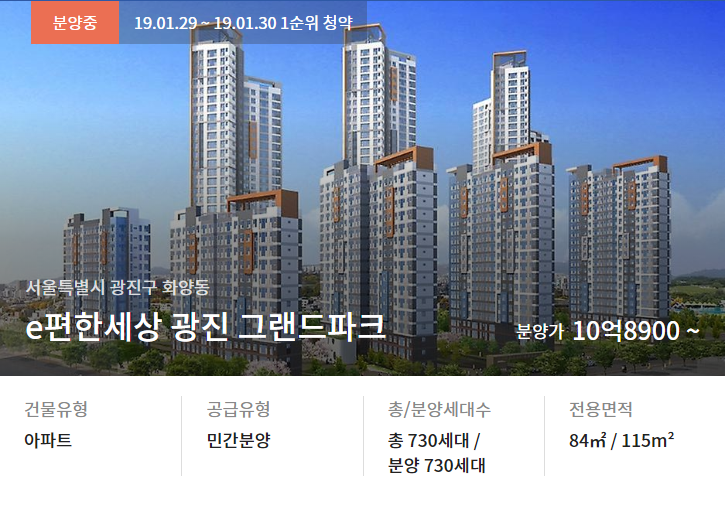 분양중 19.01.29 ~ 19.01.30 1순위 청약
서울특별시 광진구 화양동
e편한세상 광진 그랜드파크
분양가 10억8900 ~
건물유형 공급유형 총/분양세대수 전용면적
아파트 민간분양 총 730세대 / 84㎡ / 115m²
분양 730세대